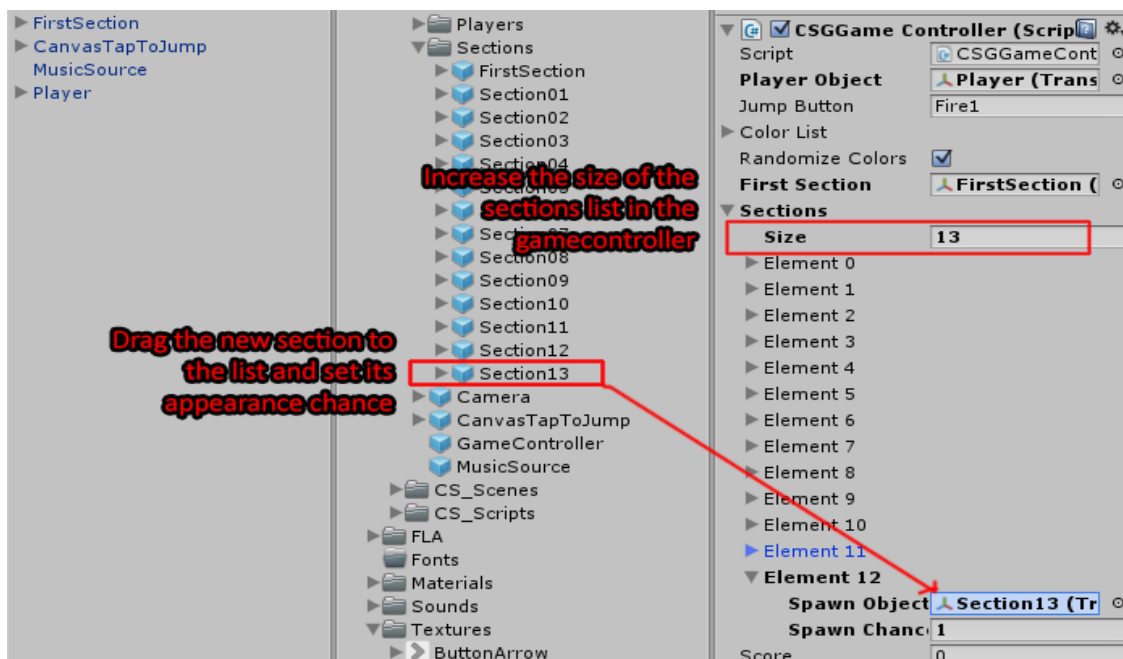 FirstSection
CanvasTapToJump
MusicSource
Player
Players
Sections
FirstSection
Section01
Section02
Section03
Section04
Section08
Section09
Section10
Section11
Section12
Section13
Camera
CanvasTapToJump
GameController
MusicSource
CS_Scenes
CS_Scripts
FLA
Fonts
Materials
Sounds
Textures
ButtonArrow
Increase the size of the
sections list in the
gamecontroller
Drag the new section to
the list and set its
appearance chance
CSGGame Controller (Scrip
Script CSGGameCont
Player Object Player (Trans
Jump Button Fire1
Color List
Randomize Colors
First Section FirstSection (
Sections
Size 13
Element 0
Element 1
Element 2
Element 3
Element 4
Element 5
Element 6
Element 7
Element 8
Element 9
Element 10
Element 11
Element 12
Spawn Object Section13 (Tr
Spawn Chanc 1
Score 0